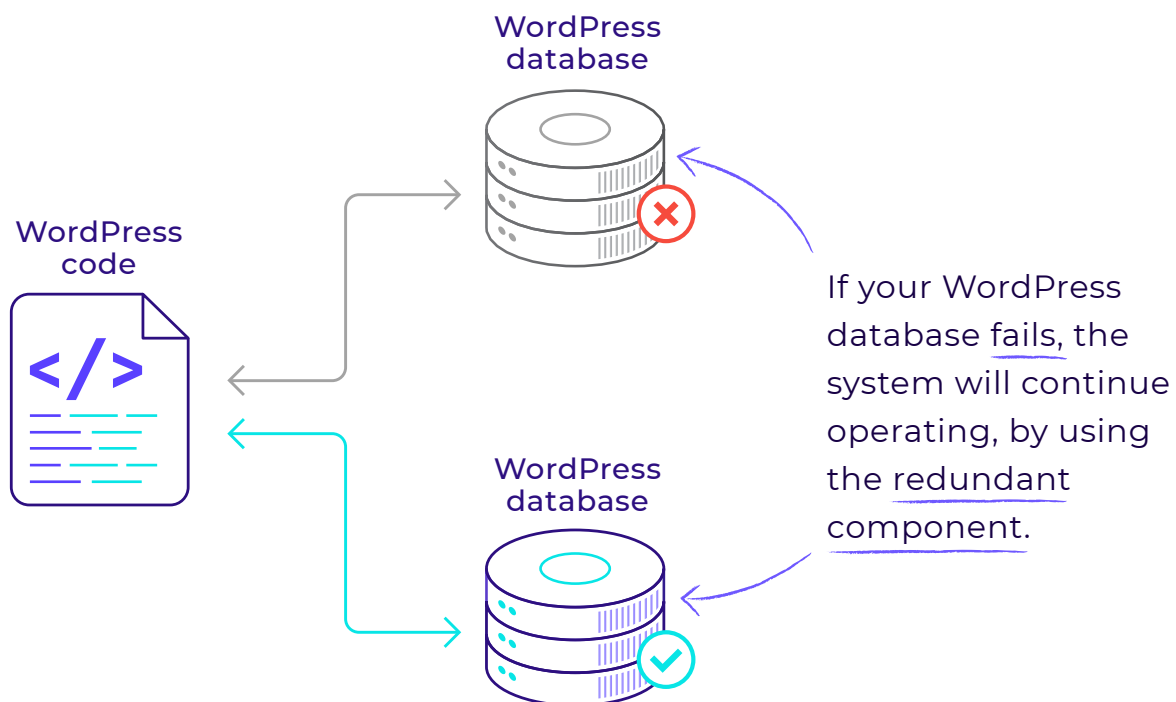 WordPress
database
WordPress
code
</>
If your WordPress
database fails, the
system will continue
operating, by using
the redundant
component.
WordPress
database